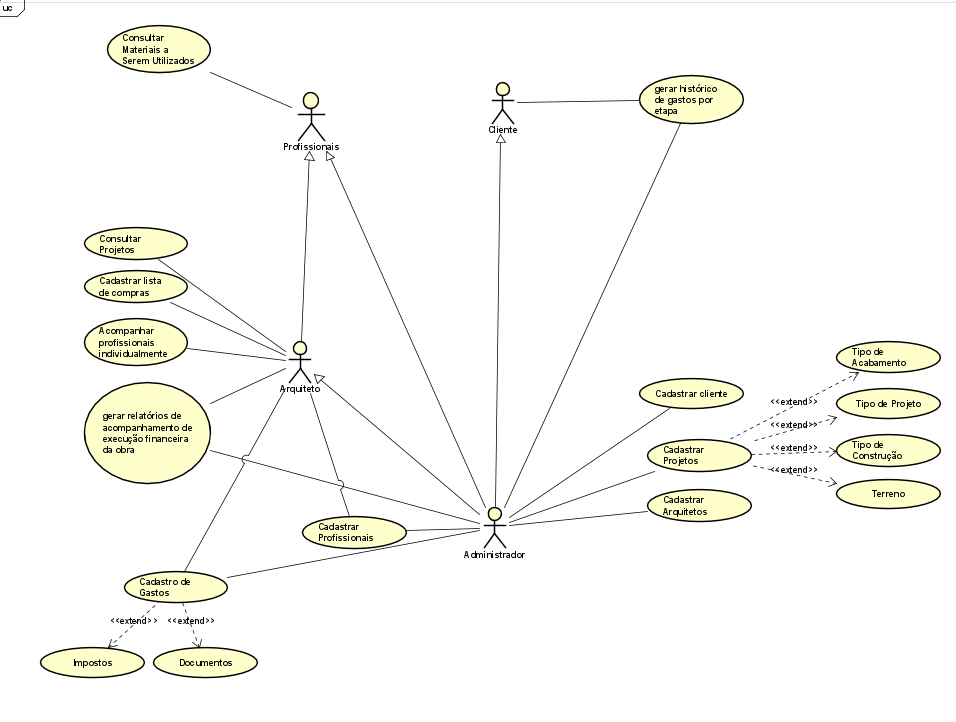 uc
Consultar
Materiais a
Serem Utilizados
Profissionais
Cliente
gerar histórico
de gastos por
etapa
Consultar
Projetos
Cadastrar lista
de compras
Acompanhar
profissionais
individualmente
gerar relatórios de
acompanhamento de
execução financeira
da obra
Arquiteto
Cadastrar cliente
Cadastrar
Projetos
Cadastrar
Arquitetos
<<extend>>
<<extend>>
<<extend>>
<<extend>>
Tipo de
Acabamento
Tipo de Projeto
Tipo de
Construção
Terreno
Cadastrar
Profissionais
Administrador
Cadastro de
Gastos
<<extend>>
<<extend>>
Impostos
Documentos